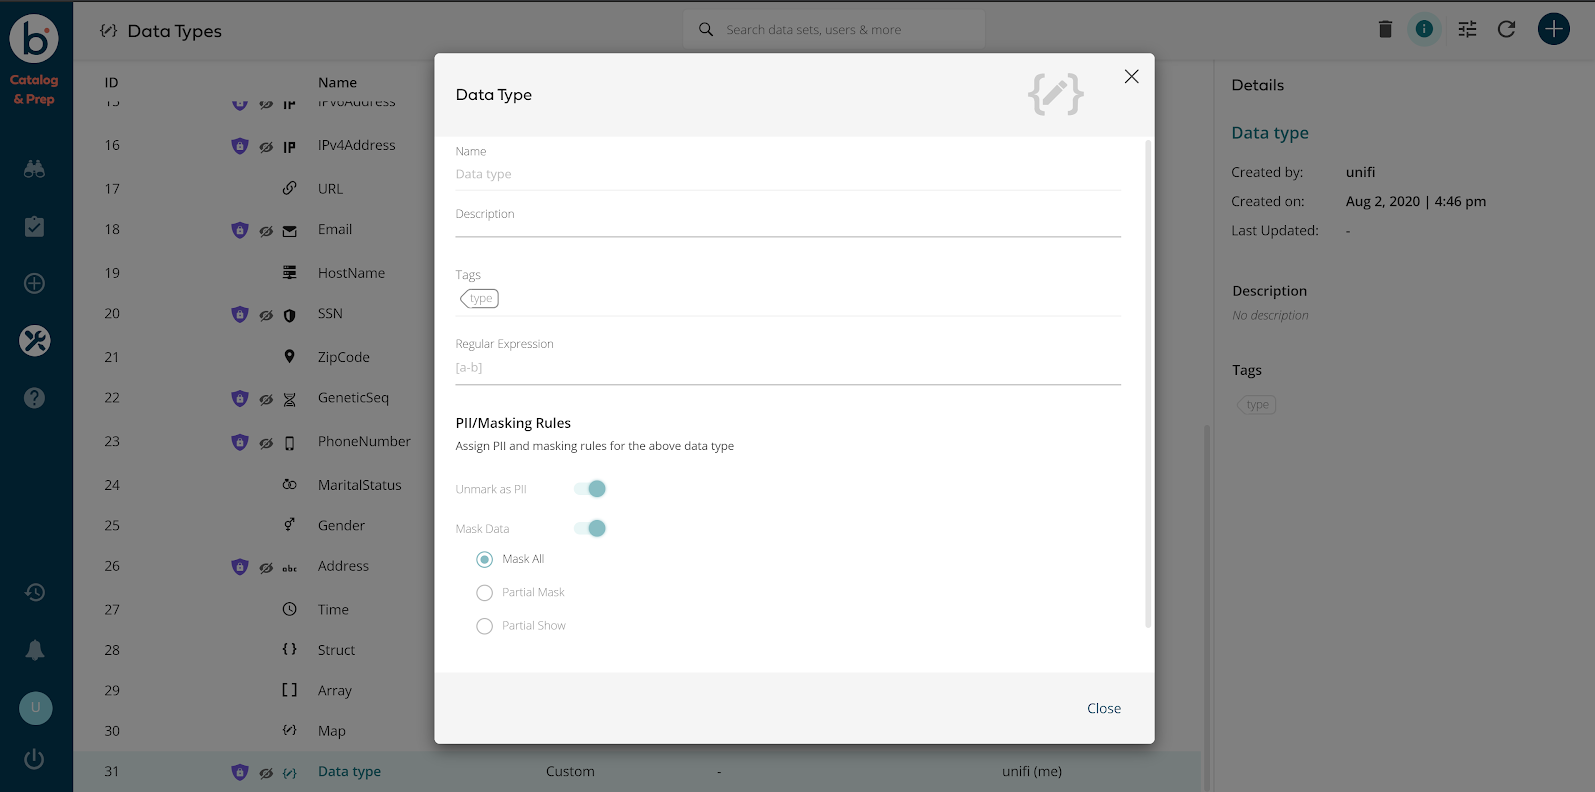 Data Types
Search data sets, users & more
b
Catalog
& Prep
ID Name
15 IP IPv6Address
16 IP IPv4Address
17 URL
18 Email
19 HostName
20 SSN
21 ZipCode
22 GeneticSeq
23 PhoneNumber
24 MaritalStatus
25 Gender
26 abc Address
27 Time
28 {} Struct
29 [] Array
30 Map
31 Data type Custom - unifi (me)
U
Data Type
Name
Data type
Description
Tags
type
Regular Expression
[a-b]
PII/Masking Rules
Assign PII and masking rules for the above data type
Unmark as PII
Mask Data
Mask All
Partial Mask
Partial Show
Close
Details
Data type
Created by: unifi
Created on: Aug 2, 2020 | 4:46 pm
Last Updated: -
Description
No description
Tags
type